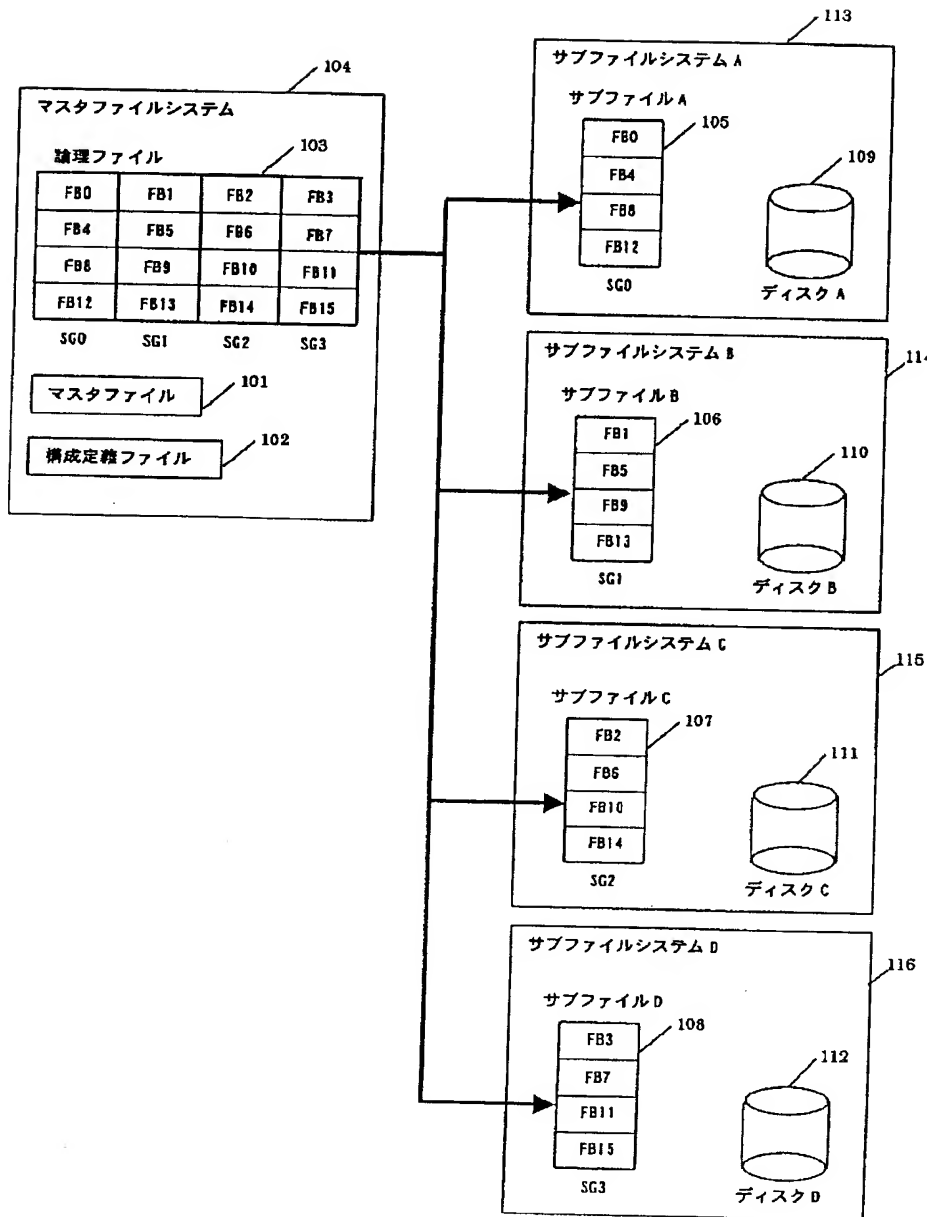 104
マスタファイルシステム
論理ファイル
103
FB0 FB1 FB2 FB3
FB4 FB5 FB6 FB7
FB8 FB9 FB10 FB11
FB12 FB13 FB14 FB15
SG0 SG1 SG2 SG3
マスタファイル
101
構成定義ファイル
102
113
サブファイルシステム A
サブファイル A
105
FB0
FB4
FB8
FB12
SG0
109
ディスク A
114
サブファイルシステム B
サブファイル B
106
FB1
FB5
FB9
FB13
SG1
110
ディスク B
115
サブファイルシステム C
サブファイル C
107
FB2
FB6
FB10
FB14
SG2
111
ディスク C
116
サブファイルシステム D
サブファイル D
108
FB3
FB7
FB11
FB15
SG3
112
ディスク D